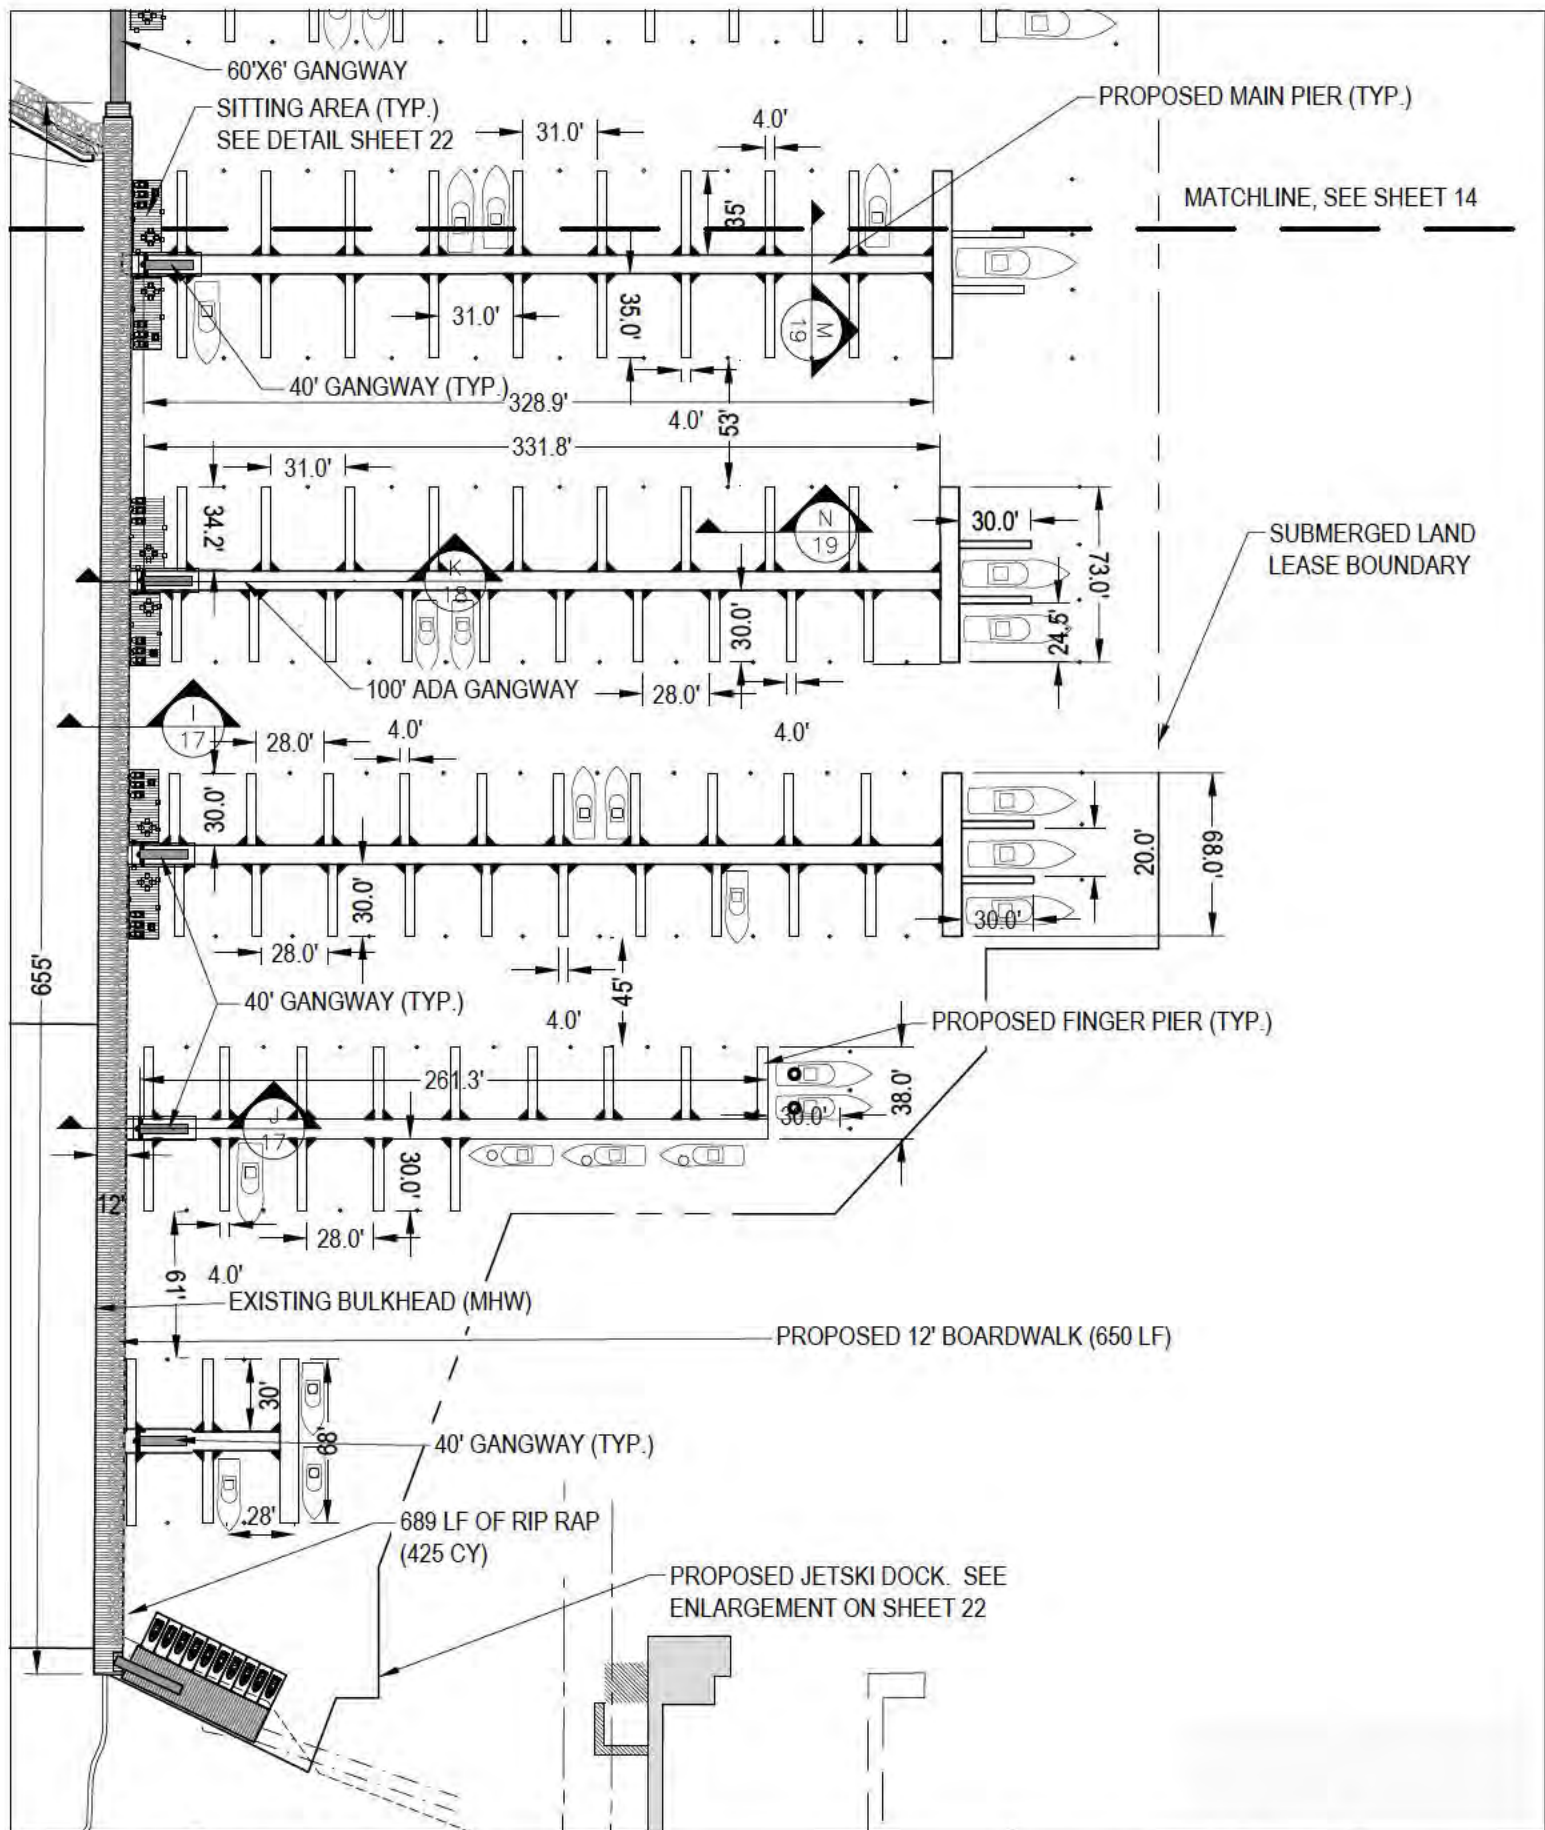 60'X6' GANGWAY
SITTING AREA (TYP.)
SEE DETAIL SHEET 22
31.0'
4.0'
PROPOSED MAIN PIER (TYP.)
35'
MATCHLINE, SEE SHEET 14
31.0'
35.0'
M
19
40' GANGWAY (TYP.)
328.9'
4.0'
53'
331.8'
31.0'
34.2'
N
19
30.0'
73.0'
SUBMERGED LAND
LEASE BOUNDARY
K
18
30.0'
24.5'
100' ADA GANGWAY
28.0'
I
17
28.0'
4.0'
4.0'
30.0'
20.0'
68.0'
30.0'
30.0'
28.0'
655'
40' GANGWAY (TYP.)
45'
4.0'
PROPOSED FINGER PIER (TYP.)
261.3'
38.0'
30.0'
J
17
30.0'
12'
28.0'
61'
4.0'
EXISTING BULKHEAD (MHW)
PROPOSED 12' BOARDWALK (650 LF)
30'
68'
40' GANGWAY (TYP.)
28'
689 LF OF RIP RAP
(425 CY)
PROPOSED JETSKI DOCK. SEE
ENLARGEMENT ON SHEET 22